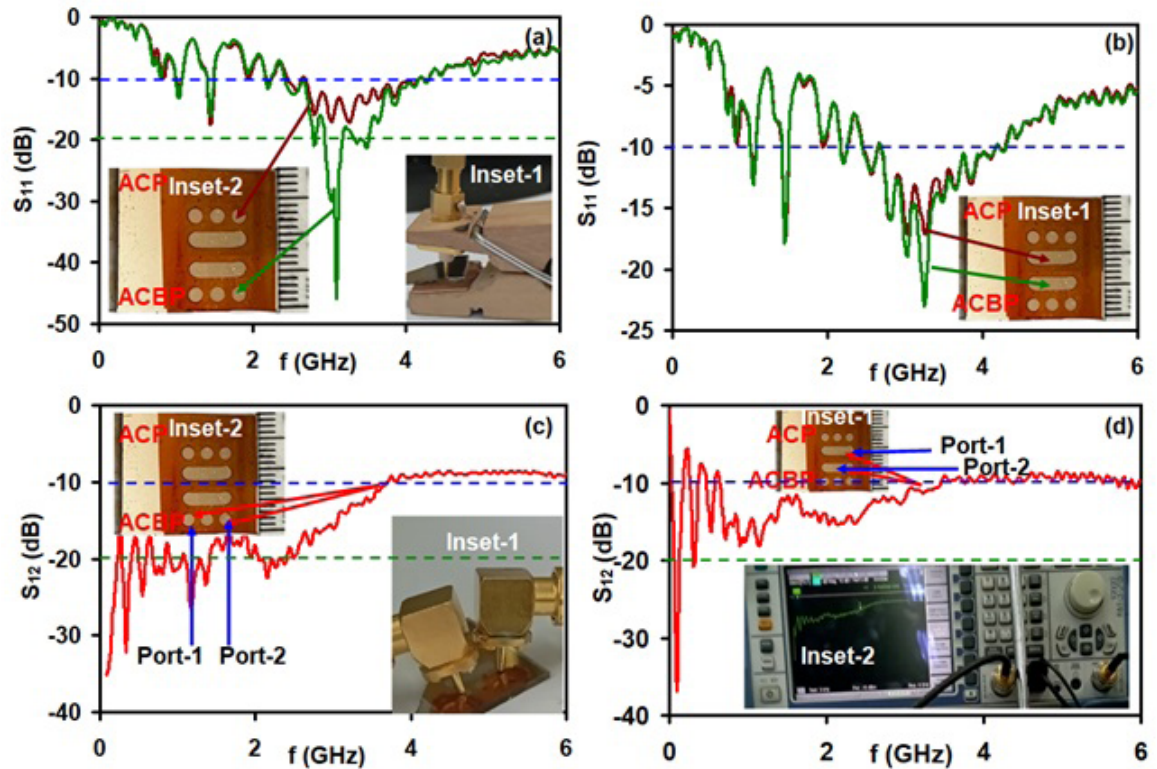 (a)
0
-10
-20
-30
-40
-50
S11 (dB)
0
2
4
6
f (GHz)
ACP
Inset-2
ACBP
Inset-1
(b)
0
-5
-10
-15
-20
-25
S11 (dB)
0
2
4
6
f (GHz)
ACP
Inset-1
ACBP
(c)
0
-10
-20
-30
-40
S12 (dB)
0
2
4
6
f (GHz)
ACP
Inset-2
ACBP
Port-1
Port-2
Inset-1
(d)
0
-10
-20
-30
-40
S12 (dB)
0
2
4
6
f (GHz)
Inset-1
ACP
ACBP
Port-1
Port-2
Inset-2